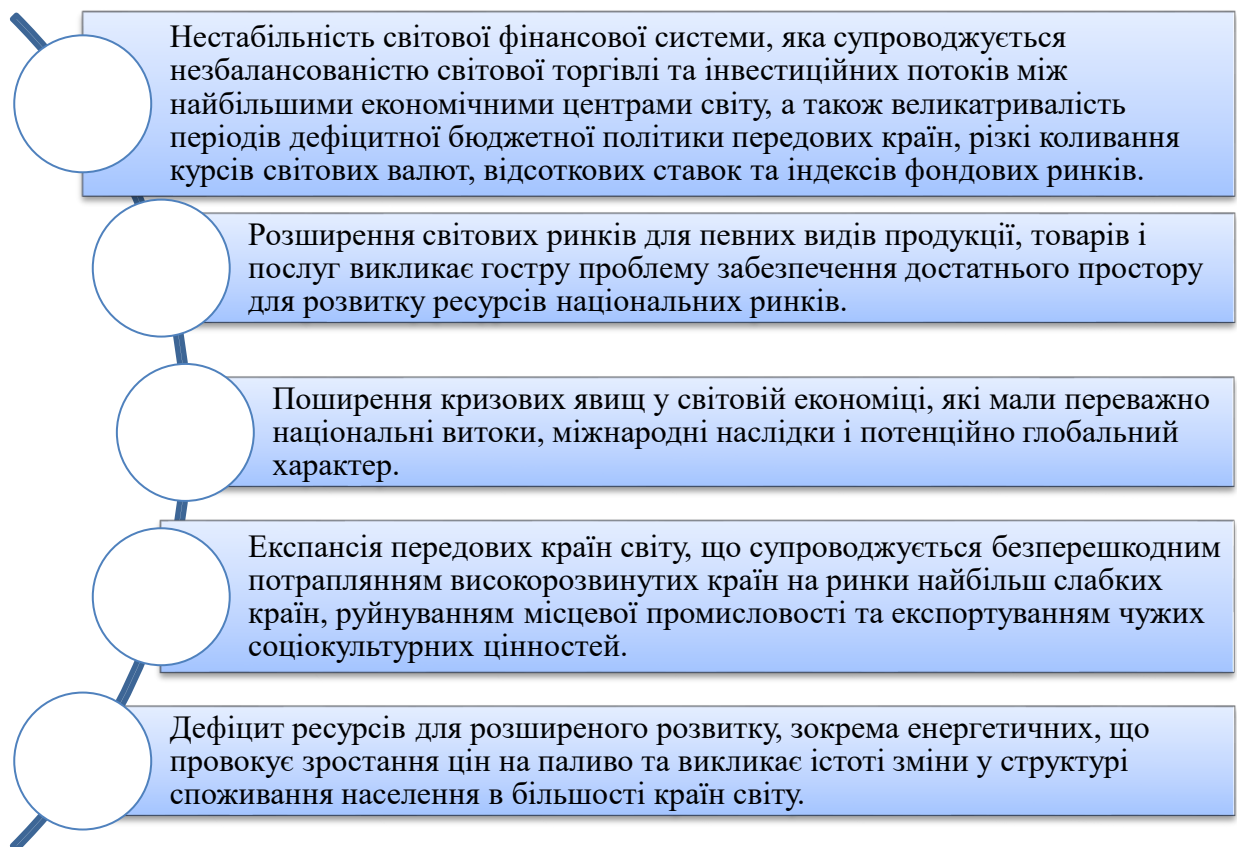 Нестабільність світової фінансової системи, яка супроводжується
незбалансованістю світової торгівлі та інвестиційних потоків між
найбільшими економічними центрами світу, а також великатривалість
періодів дефіцитної бюджетної політики передових країн, різкі коливання
курсів світових валют, відсоткових ставок та індексів фондових ринків.
Розширення світових ринків для певних видів продукції, товарів і
послуг викликає гостру проблему забезпечення достатнього простору
для розвитку ресурсів національних ринків.
Поширення кризових явищ у світовій економіці, які мали переважно
національні витоки, міжнародні наслідки і потенційно глобальний
характер.
Експансія передових країн світу, що супроводжується безперешкодним
потраплянням високорозвинутих країн на ринки найбільш слабких
країн, руйнуванням місцевої промисловості та експортуванням чужих
соціокультурних цінностей.
Дефіцит ресурсів для розширеного розвитку, зокрема енергетичних, що
провокує зростання цін на паливо та викликає істоті зміни у структурі
споживання населення в більшості країн світу.